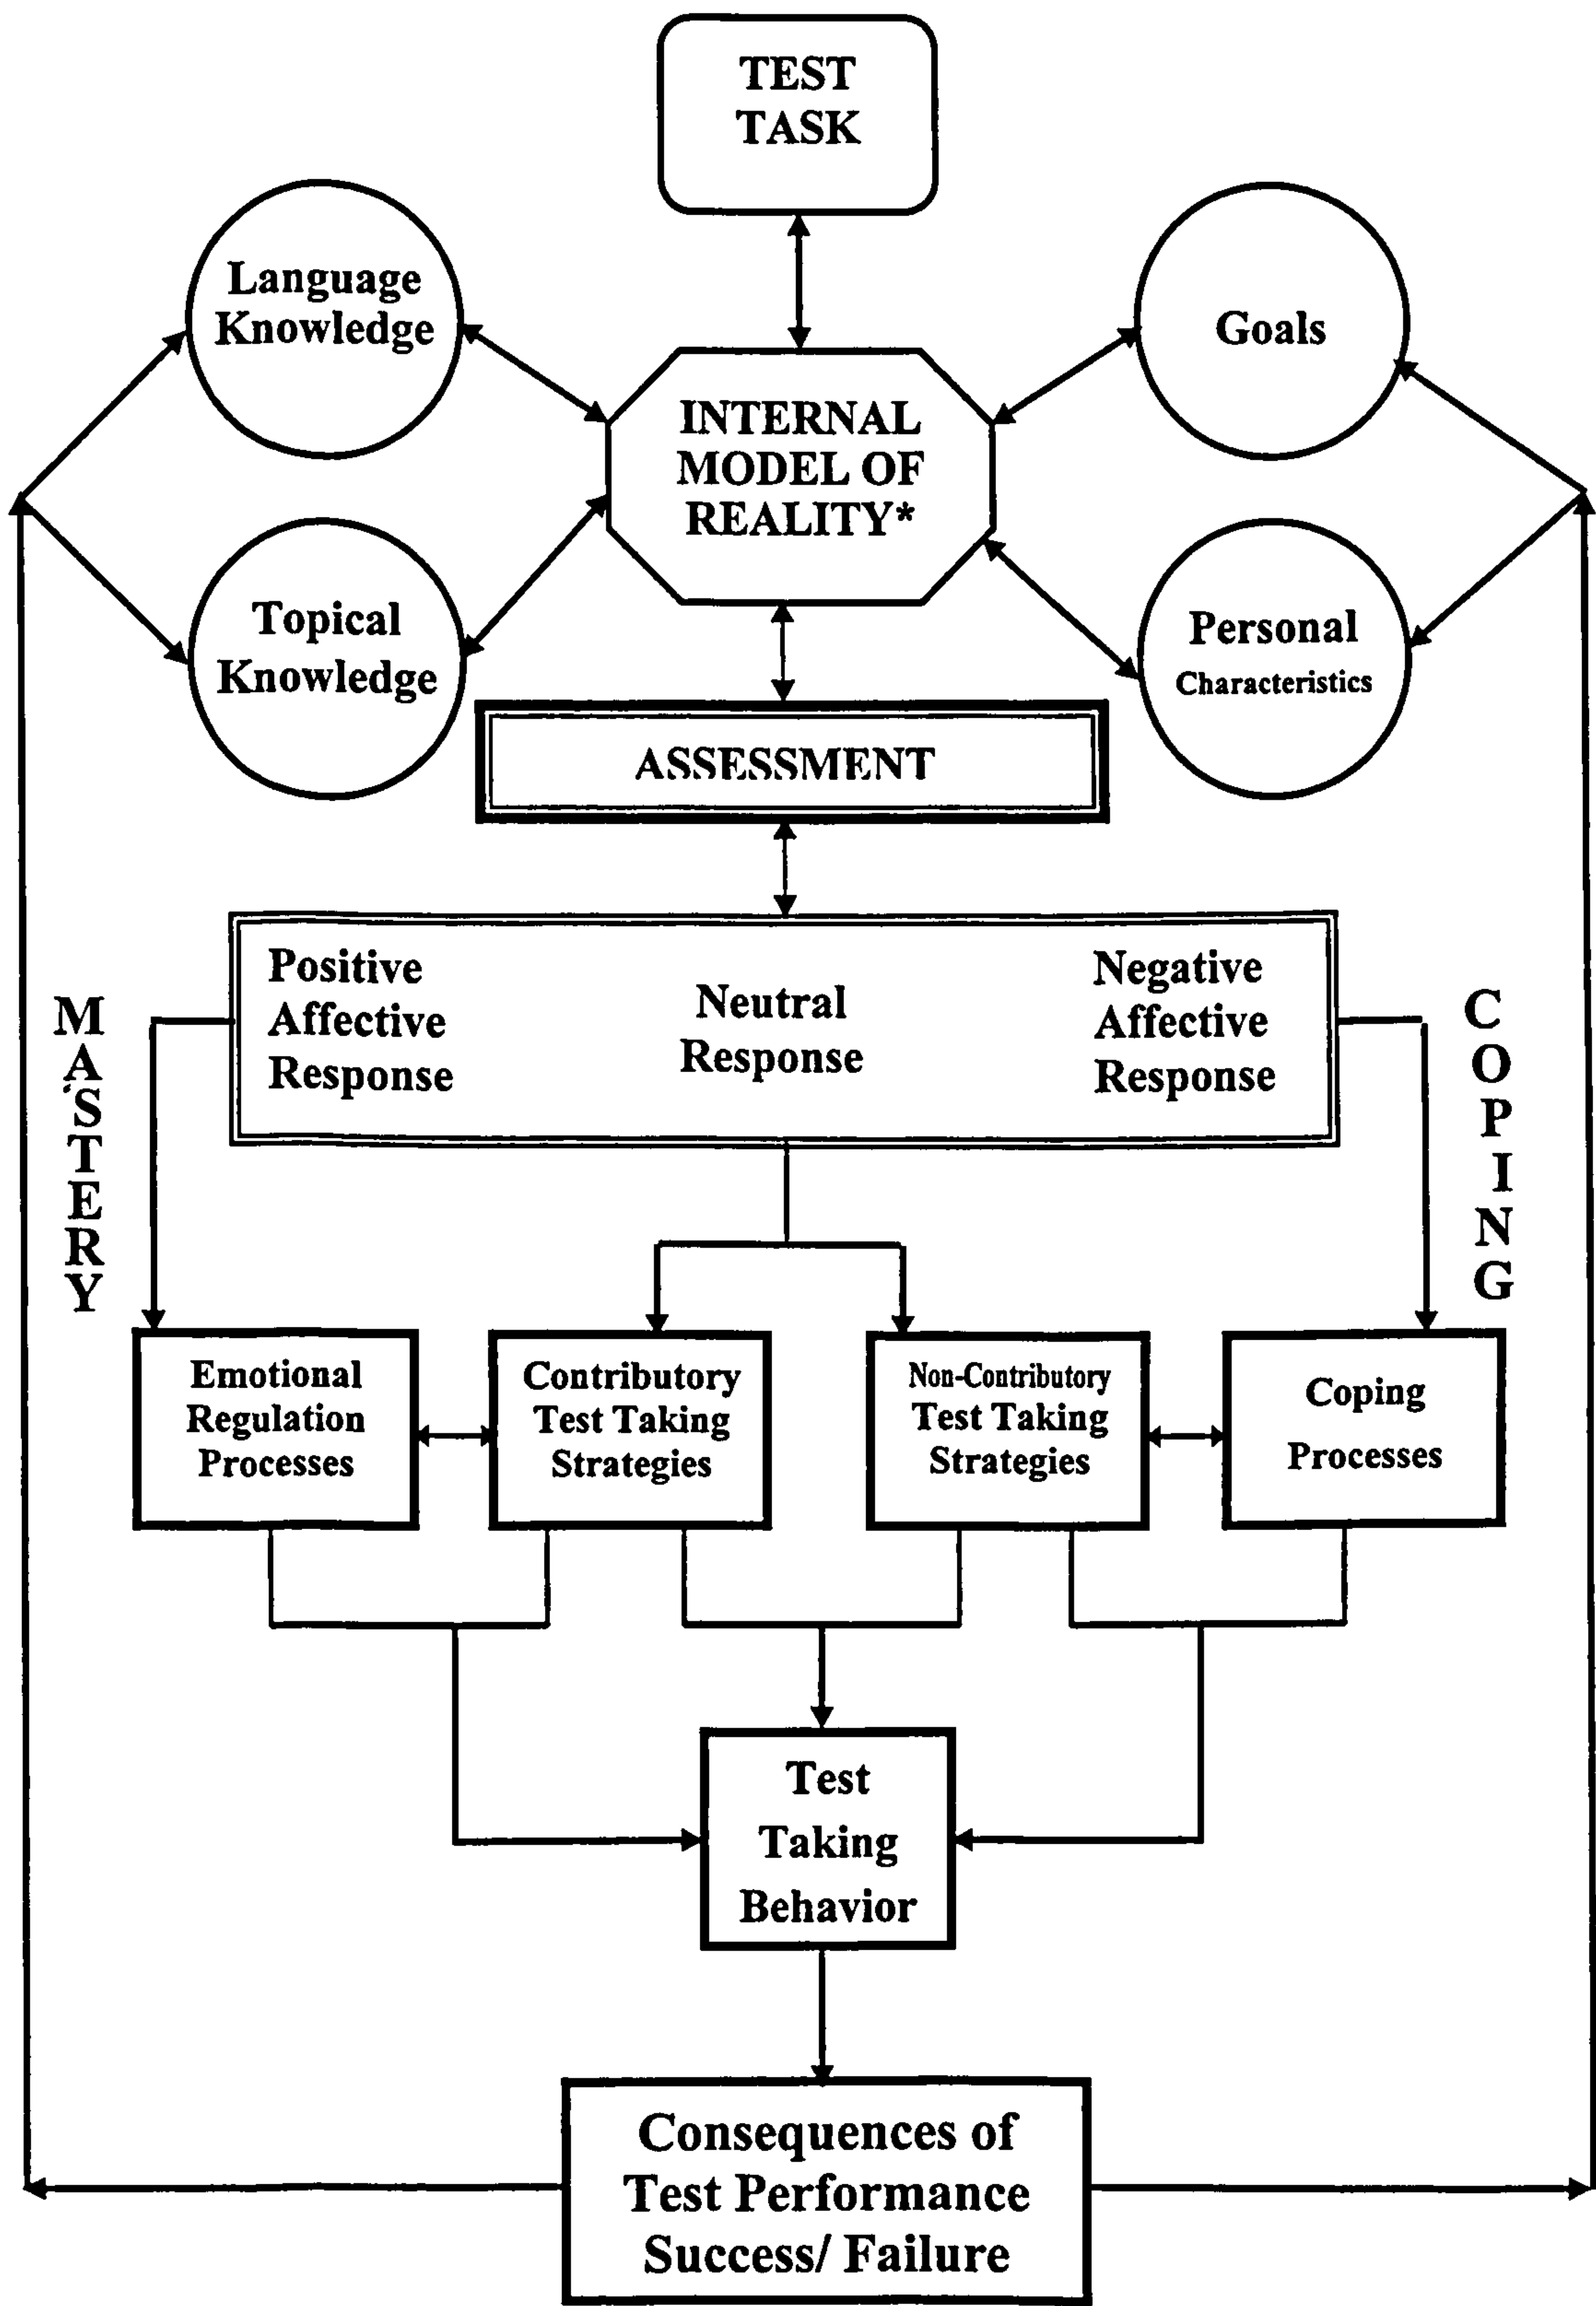 TEST
TASK
Language
Knowledge
Goals
INTERNAL
MODEL OF
REALITY*
Topical
Knowledge
Personal
Characteristics
ASSESSMENT
Positive
Affective
Response
Neutral
Response
Negative
Affective
Response
MASTERY
COPING
Emotional
Regulation
Processes
Contributory
Test Taking
Strategies
Non-Contributory
Test Taking
Strategies
Coping
Processes
Test
Taking
Behavior
Consequences of
Test Performance
Success/ Failure